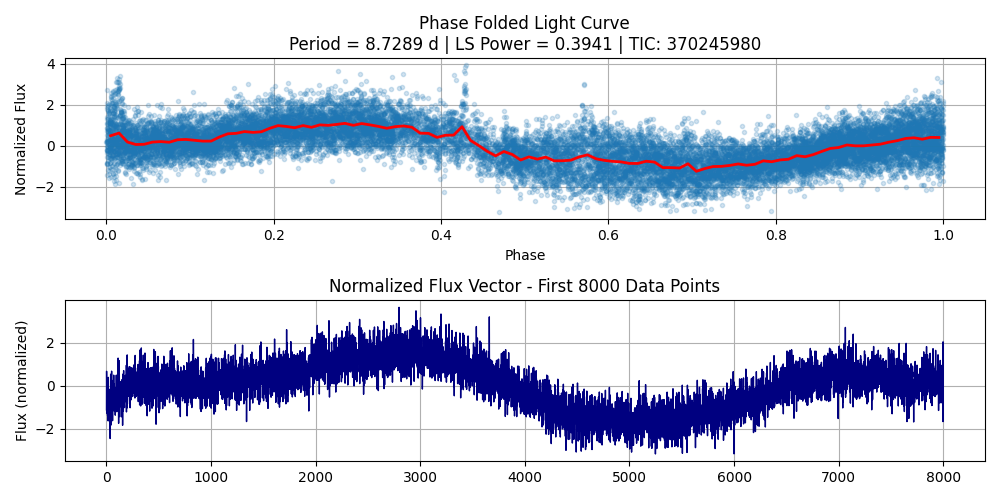 Phase Folded Light Curve
Period = 8.7289 d | LS Power = 0.3941 | TIC: 370245980
Normalized Flux
4
2
0
−2
0.0 0.2 0.4 0.6 0.8 1.0
Phase
Normalized Flux Vector - First 8000 Data Points
Flux (normalized)
2
0
−2
0 1000 2000 3000 4000 5000 6000 7000 8000